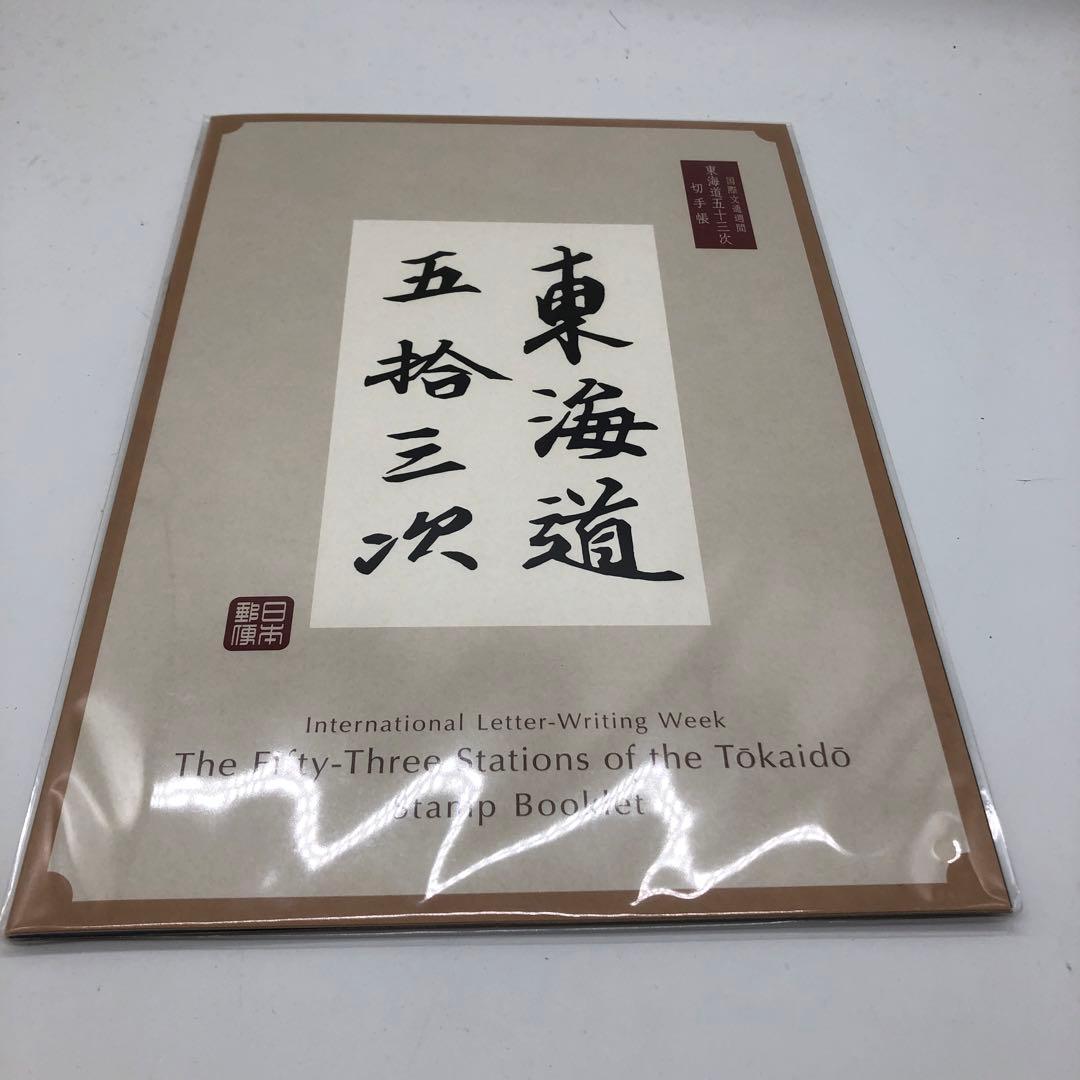 国際文通週間
東海道五十三次
切手帳
東海道
五拾三次
日本
郵便
International Letter-Writing Week
The Fifty-Three Stations of the Tōkaidō
Stamp Booklet